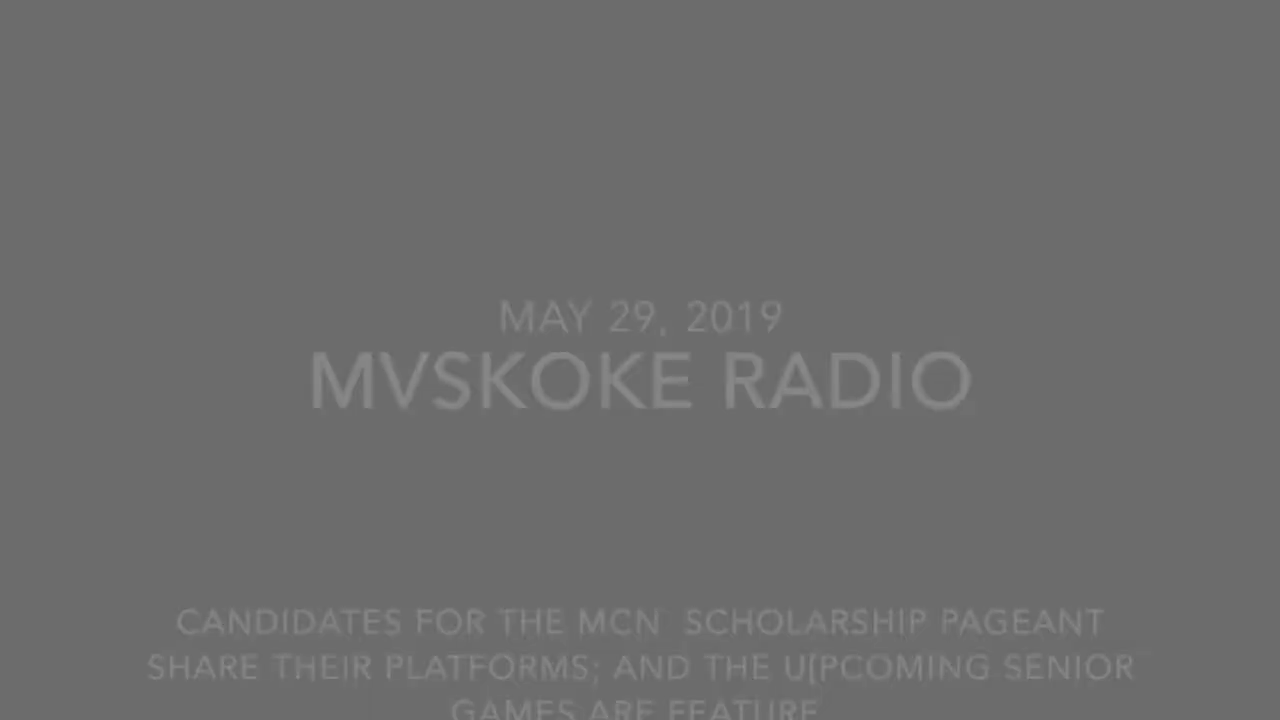 MAY 29, 2019
MVSKOKE RADIO
CANDIDATES FOR THE MCN SCHOLARSHIP PAGEANT
SHARE THEIR PLATFORMS; AND THE U[PCOMING SENIOR
GAMES ARE FEATURE